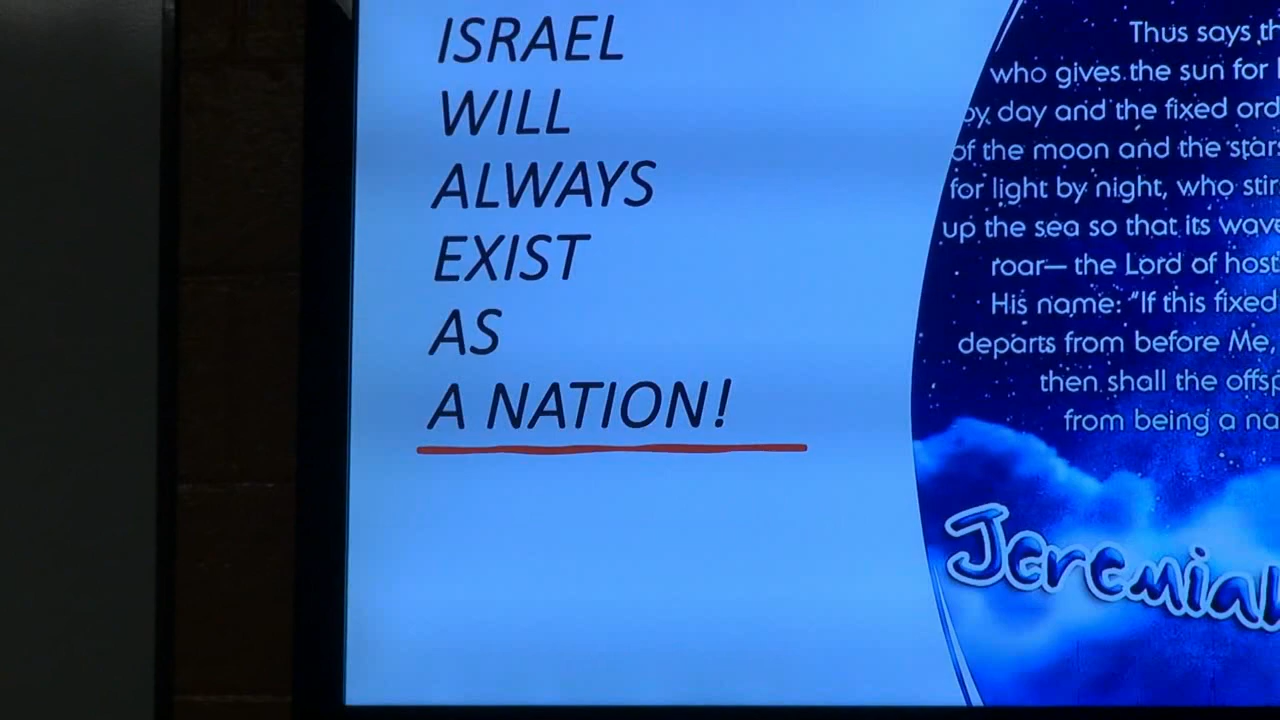 ISRAEL
WILL
ALWAYS
EXIST
AS
A NATION!
Thus says
who gives the sun for
by day and the fixed
of the moon and the
for light by night, who
up the sea so that its
roar— the Lord of
His name: “If this fixed
departs from before Me,
then shall the
from being a
Jeremiah